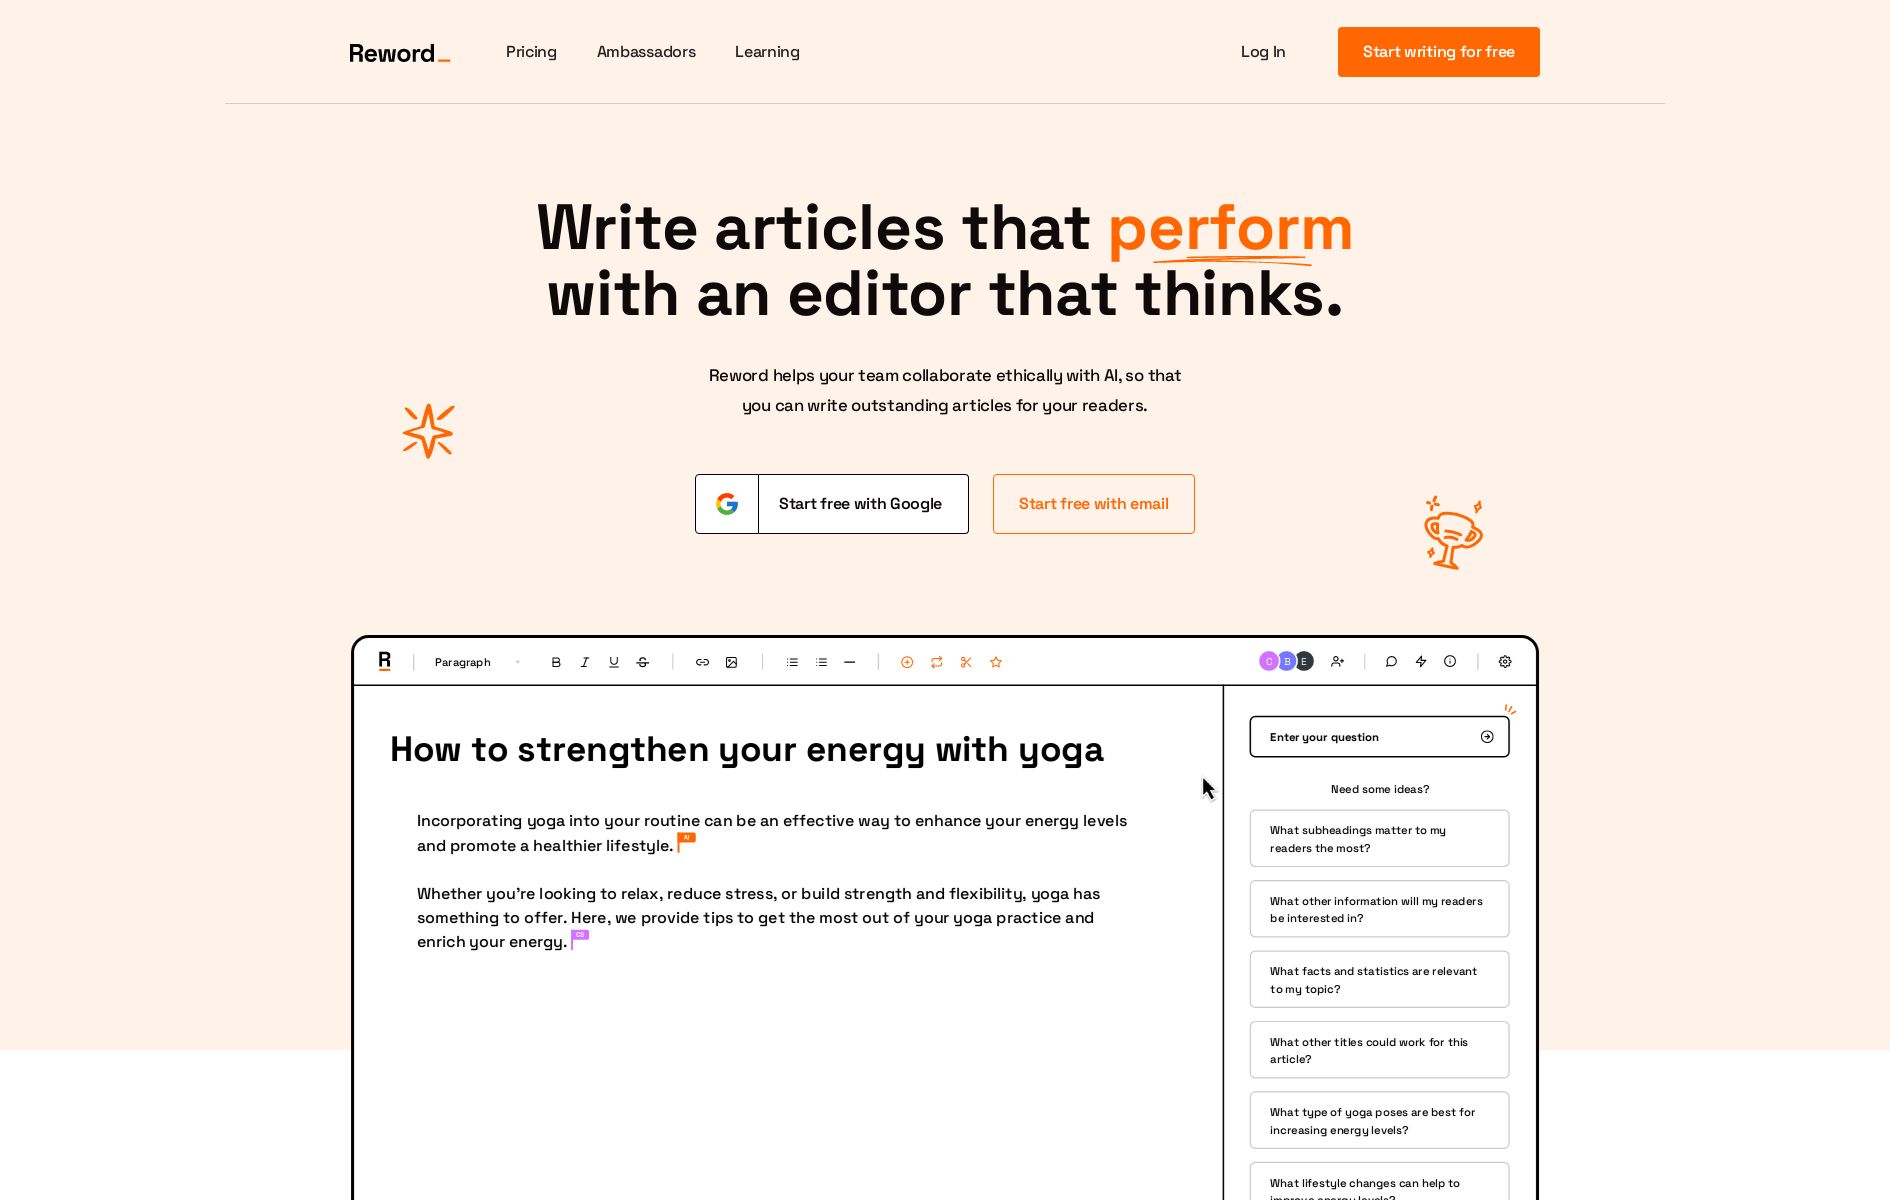 Reword_
Pricing
Ambassadors
Learning
Log In
Start writing for free
Write articles that perform
with an editor that thinks.
Reword helps your team collaborate ethically with AI, so that
you can write outstanding articles for your readers.
Start free with Google
Start free with email
R
Paragraph
B
I
U
S
C
B
E
How to strengthen your energy with yoga
Incorporating yoga into your routine can be an effective way to enhance your energy levels
and promote a healthier lifestyle. AI
Whether you're looking to relax, reduce stress, or build strength and flexibility, yoga has
something to offer. Here, we provide tips to get the most out of your yoga practice and
enrich your energy. CS
Enter your question
Need some ideas?
What subheadings matter to my
readers the most?
What other information will my readers
be interested in?
What facts and statistics are relevant
to my topic?
What other titles could work for this
article?
What type of yoga poses are best for
increasing energy levels?
What lifestyle changes can help to
improve energy levels?